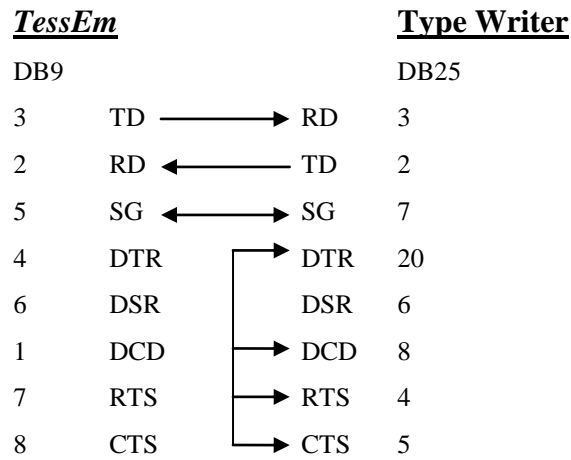 TessEm Type Writer
DB9 DB25
3 TD RD 3
2 RD TD 2
5 SG SG 7
4 DTR DTR 20
6 DSR DSR 6
1 DCD DCD 8
7 RTS RTS 4
8 CTS CTS 5